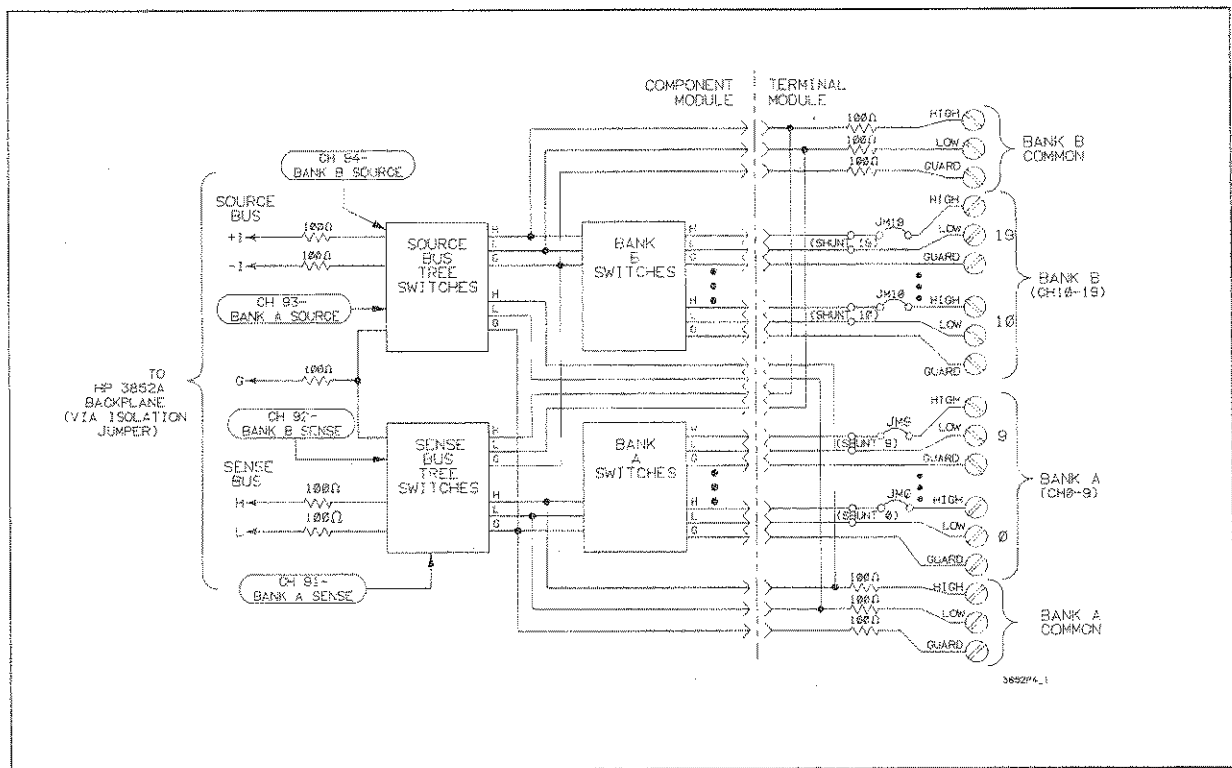 COMPONENT MODULE
TERMINAL MODULE
100Ω
HIGH
100Ω
LOW
100Ω
GUARD
BANK B COMMON
CH 94-
BANK B SOURCE
SOURCE BUS
+I
100Ω
-I
100Ω
CH 93-
BANK A SOURCE
SOURCE BUS TREE SWITCHES
H
L
G
H
L
G
BANK B SWITCHES
H
L
G
H
L
G
JM19
(SHUNT 19)
HIGH
LOW
GUARD
19
JM10
(SHUNT 10)
HIGH
LOW
GUARD
10
BANK B
(CH10-19)
TO
HP 3852A
BACKPLANE
(VIA ISOLATION
JUMPER)
G
100Ω
CH 92-
BANK B SENSE
SENSE BUS
H
100Ω
L
100Ω
CH 91-
BANK A SENSE
SENSE BUS TREE SWITCHES
H
L
G
H
L
G
BANK A SWITCHES
H
L
G
H
L
G
JM9
(SHUNT 9)
HIGH
LOW
GUARD
9
(SHUNT 0)
HIGH
LOW
GUARD
0
BANK A
(CH0-9)
100Ω
HIGH
100Ω
LOW
100Ω
GUARD
BANK A COMMON